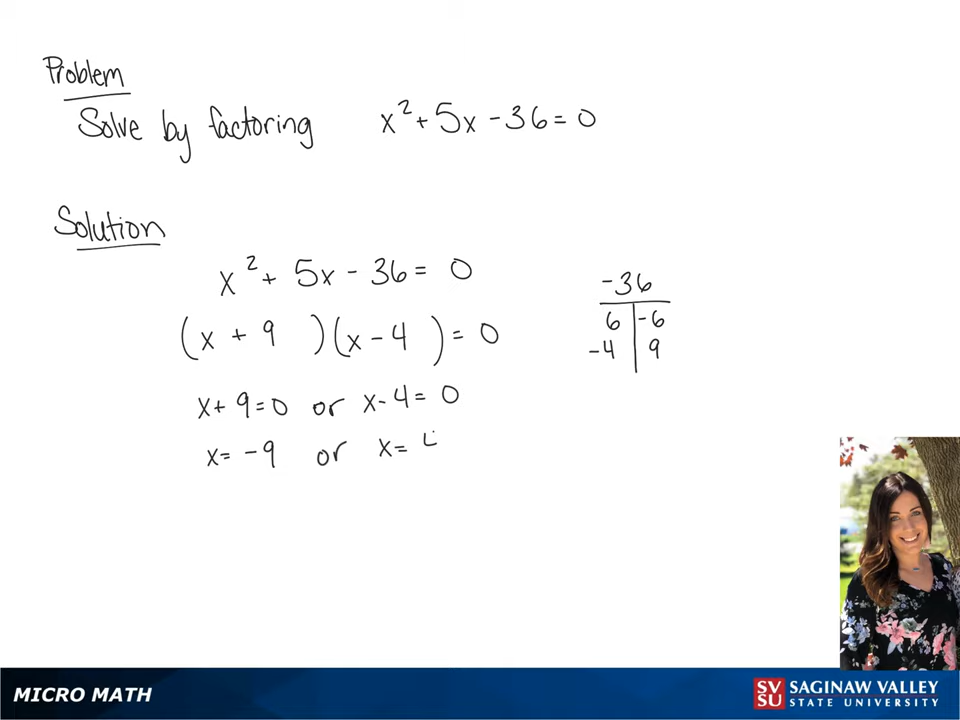 Problem
Solve by factoring x² + 5x - 36 = 0
Solution
x² + 5x - 36 = 0
(x + 9 )(x - 4 ) = 0
x + 9 = 0 or x - 4 = 0
x = -9 or x = 4
-36
6 -6
-4 9
MICRO MATH
SV SU SAGINAW VALLEY
STATE UNIVERSITY